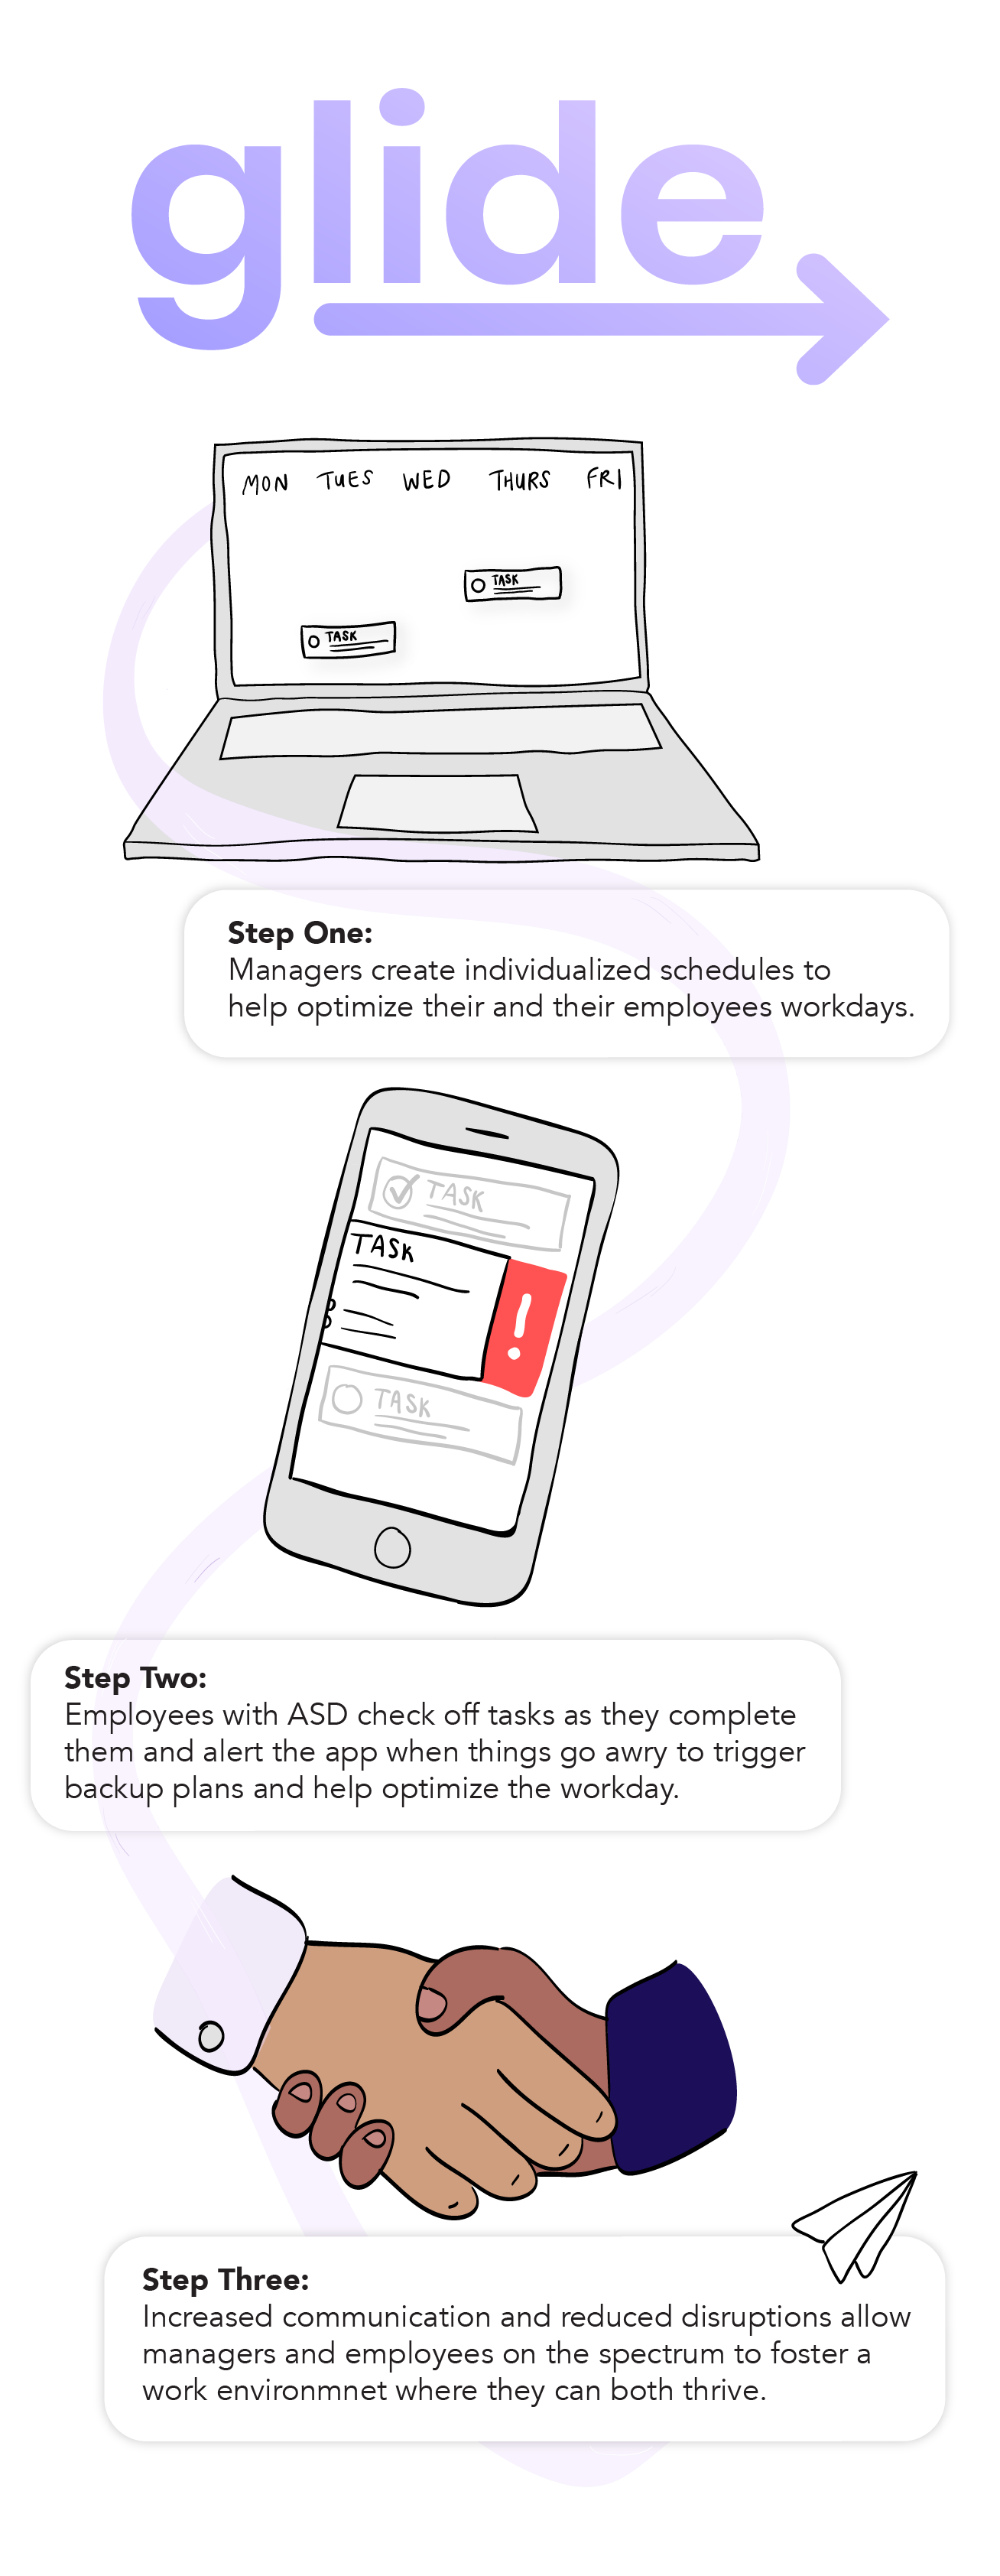 glide
MON TUES WED THURS FRI
TASK
TASK
Step One:
Managers create individualized schedules to
help optimize their and their employees workdays.
TASK
TASK
!
TASK
Step Two:
Employees with ASD check off tasks as they complete
them and alert the app when things go awry to trigger
backup plans and help optimize the workday.
Step Three:
Increased communication and reduced disruptions allow
managers and employees on the spectrum to foster a
work environmnet where they can both thrive.